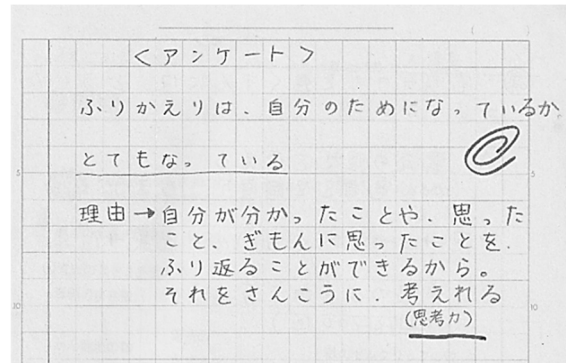 ＜アンケート＞
ふりかえりは、自分のためになっているか
とてもなっている
理由→自分が分かったことや、思った
こと、ぎもんに思ったことを、
ふり返ることができるから。
それをさんこうに、考えれる
(思考力)
5
5
10
10